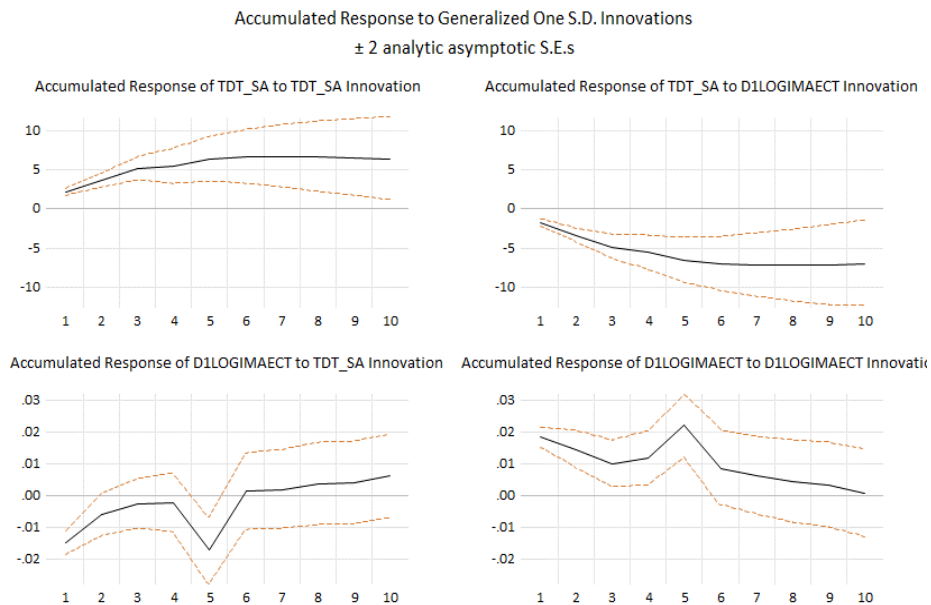 Accumulated Response to Generalized One S.D. Innovations
± 2 analytic asymptotic S.E.s
Accumulated Response of TDT_SA to TDT_SA Innovation
10
5
0
-5
-10
1 2 3 4 5 6 7 8 9 10
Accumulated Response of TDT_SA to D1LOGIMAECT Innovation
10
5
0
-5
-10
1 2 3 4 5 6 7 8 9 10
Accumulated Response of D1LOGIMAECT to TDT_SA Innovation
.03
.02
.01
.00
-.01
-.02
1 2 3 4 5 6 7 8 9 10
Accumulated Response of D1LOGIMAECT to D1LOGIMAECT Innovatio
.03
.02
.01
.00
-.01
-.02
1 2 3 4 5 6 7 8 9 10